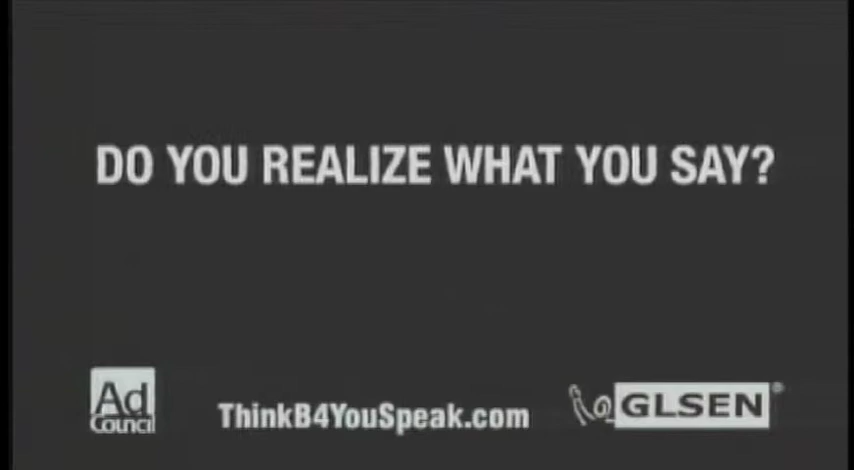 DO YOU REALIZE WHAT YOU SAY?
Ad
Council
ThinkB4YouSpeak.com
GLSEN®